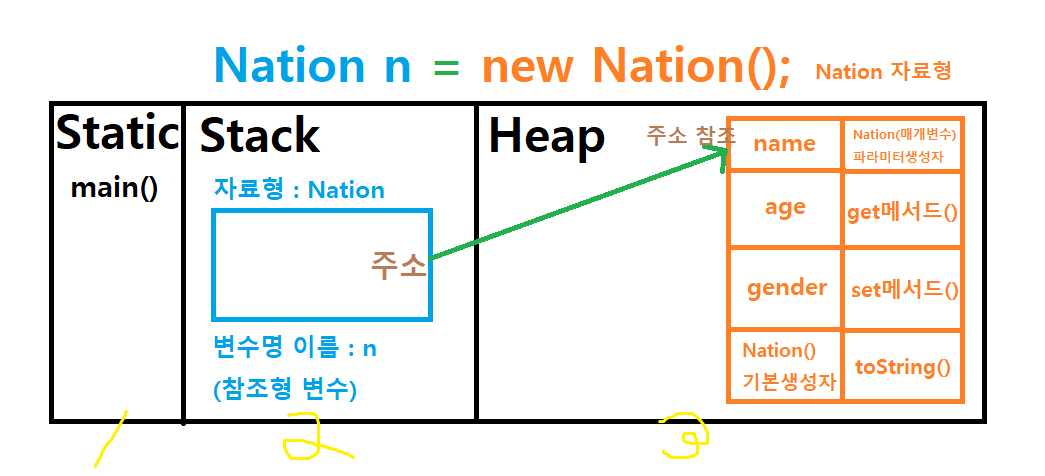 Nation n = new Nation(); Nation 자료형
Static
main()
Stack
자료형 : Nation
주소
변수명 이름 : n
(참조형 변수)
Heap
주소 참조
name
Nation(매개변수)
파라미터생성자
age
get메서드()
gender
set메서드()
Nation()
기본생성자
toString()
1
2
3